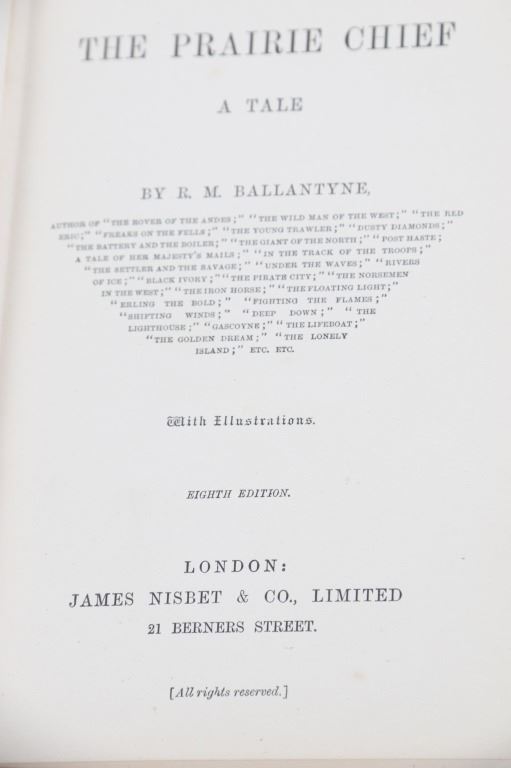 THE PRAIRIE CHIEF
A TALE
BY R. M. BALLANTYNE,
AUTHOR OF "THE ROVER OF THE ANDES;" "THE WILD MAN OF THE WEST;" "THE RED
ERIC;" "FREAKS ON THE FELLS;" "THE YOUNG TRAWLER;" "DUSTY DIAMONDS;"
"THE BATTERY AND THE BOILER;" "THE GIANT OF THE NORTH;" "POST HASTE;
A TALE OF HER MAJESTY'S MAILS;" "IN THE TRACK OF THE TROOPS;"
"THE SETTLER AND THE SAVAGE;" "UNDER THE WAVES;" "RIVERS
OF ICE;" "BLACK IVORY;" "THE PIRATE CITY;" "THE NORSEMEN
IN THE WEST;" "THE IRON HORSE;" "THE FLOATING LIGHT;"
"ERLING THE BOLD;" "FIGHTING THE FLAMES;"
"SHIFTING WINDS;" "DEEP DOWN;" "THE
LIGHTHOUSE;" "GASCOYNE;" "THE LIFEBOAT;"
"THE GOLDEN DREAM;" "THE LONELY
ISLAND;" ETC. ETC.
With Illustrations.
EIGHTH EDITION.
LONDON:
JAMES NISBET & CO., LIMITED
21 BERNERS STREET.
[All rights reserved.]